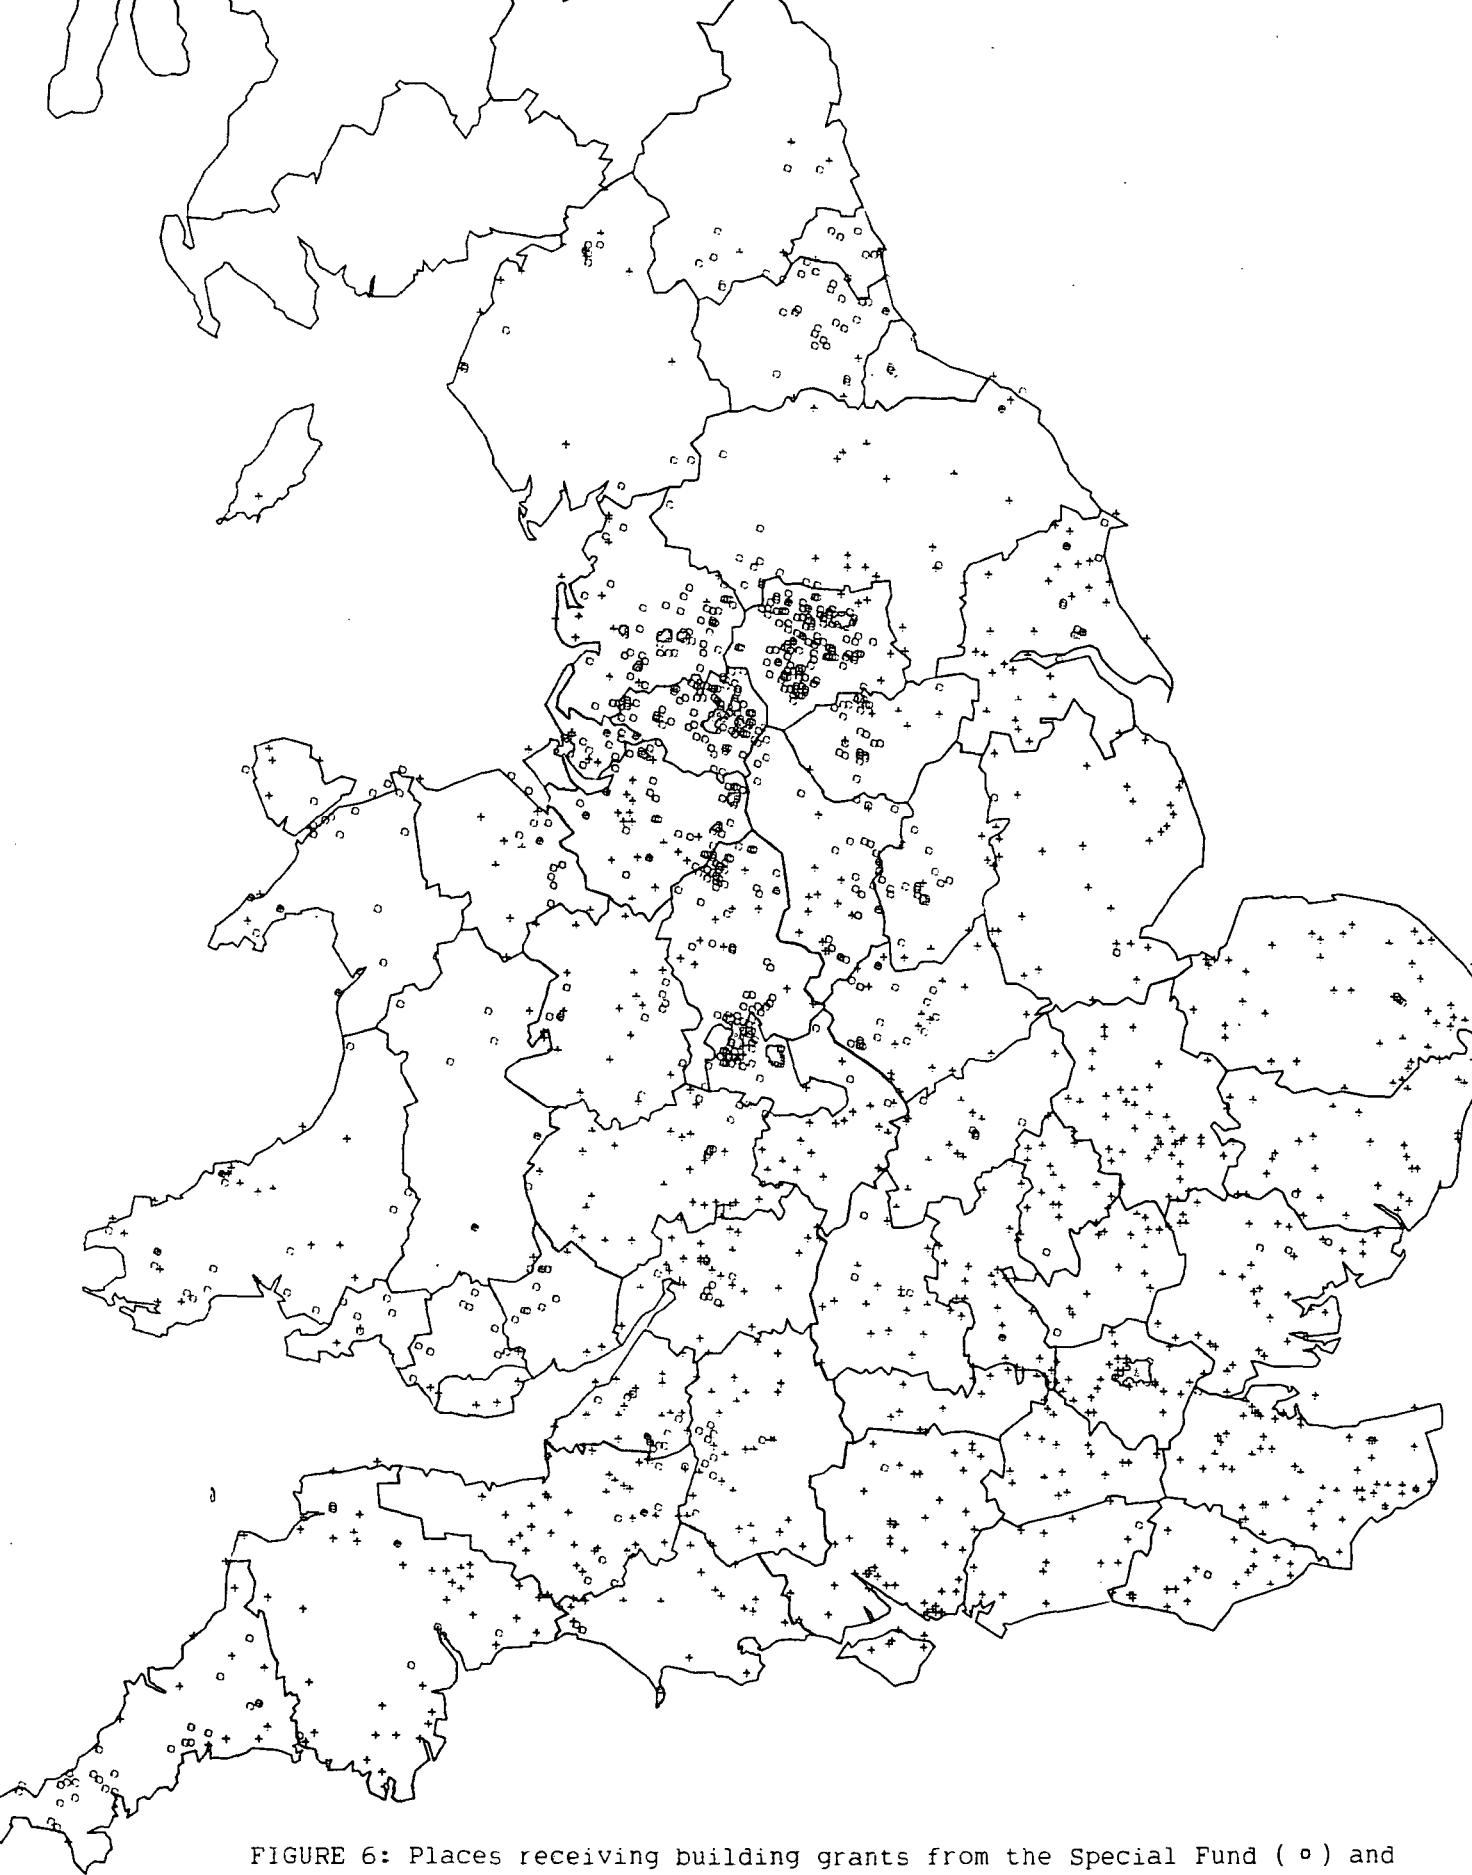 FIGURE 6: Places receiving building grants from the Special Fund ( o ) and